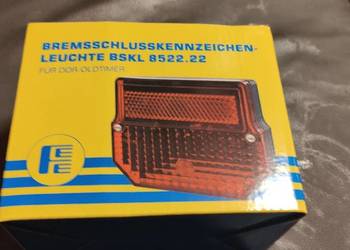 BREMSSCHLUSSKENNZEICHEN-
LEUCHTE BSKL 8522.22
FÜR DDR-OLDTIMER